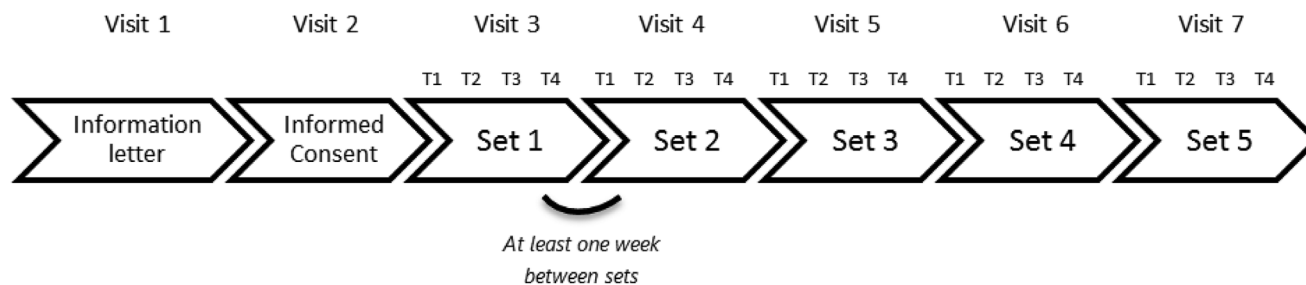 Visit 1 Visit 2 Visit 3 Visit 4 Visit 5 Visit 6 Visit 7
T1 T2 T3 T4 T1 T2 T3 T4 T1 T2 T3 T4 T1 T2 T3 T4 T1 T2 T3 T4
Information
letter
Informed
Consent
Set 1
Set 2
Set 3
Set 4
Set 5
At least one week
between sets